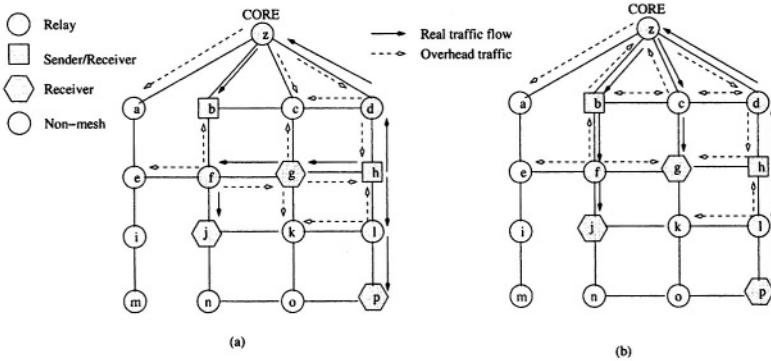 CORE
Relay
Sender/Receiver
Receiver
Non-mesh
z
a
b
c
d
e
f
g
h
i
j
k
l
m
n
o
p
(a)
Real traffic flow
Overhead traffic
CORE
z
a
b
c
d
e
f
g
h
i
j
k
l
m
n
o
p
(b)